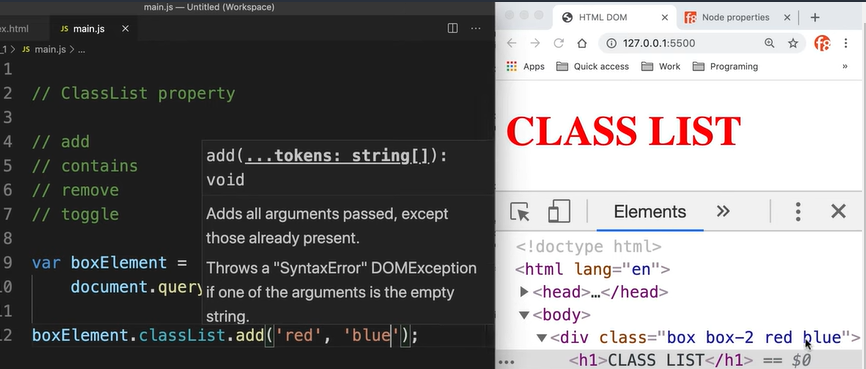 main.js — Untitled (Workspace)
ex.html
JS main.js
_1 > JS main.js > ...
1
2 // ClassList property
3
4 // add
5 // contains
6 // remove
7 // toggle
8
9 var boxElement =
10 document.query
11
12 boxElement.classList.add('red', 'blue');
add(...tokens: string[]):
void
Adds all arguments passed, except
those already present.
Throws a "SyntaxError" DOMException
if one of the arguments is the empty
string.
HTML DOM
Node properties
127.0.0.1:5500
Apps Quick access Work Programing »
CLASS LIST
Elements »
<!doctype html>
<html lang="en">
<head>…</head>
<body>
<div class="box box-2 red blue">
<h1>CLASS LIST</h1> == $0